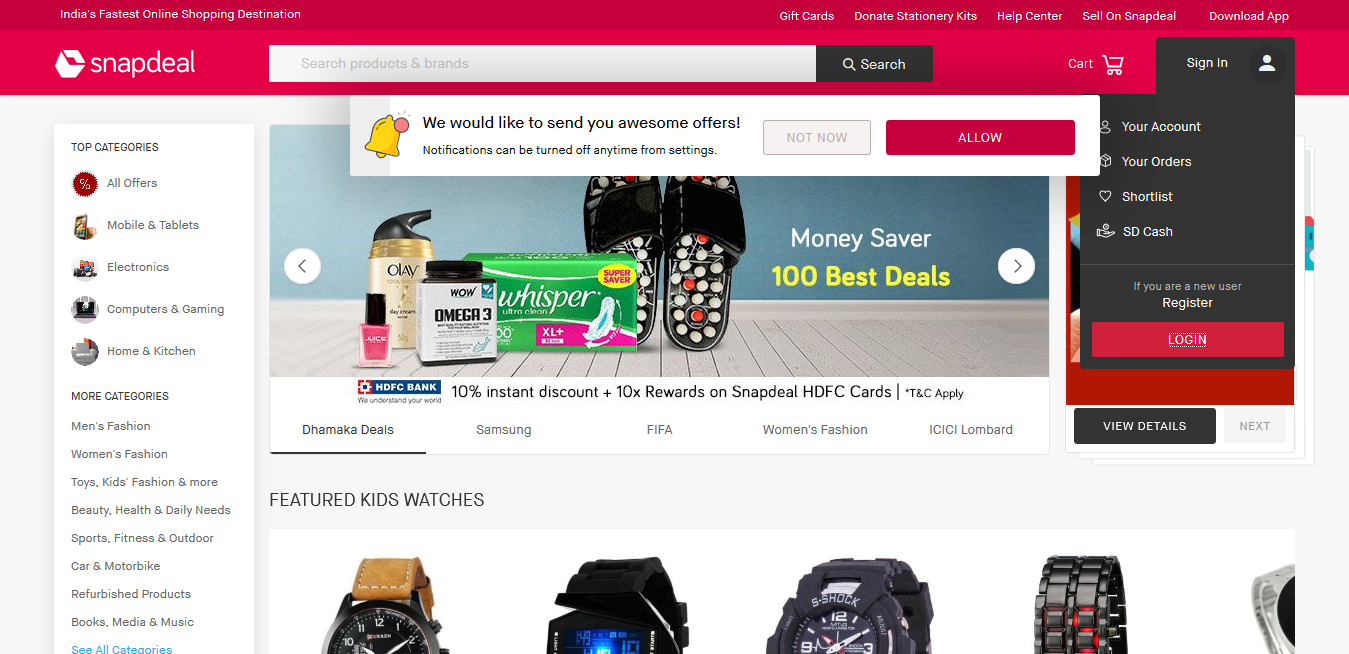 India's Fastest Online Shopping Destination
Gift Cards
Donate Stationery Kits
Help Center
Sell On Snapdeal
Download App
snapdeal
Search products & brands
Search
Cart
Sign In
We would like to send you awesome offers!
Notifications can be turned off anytime from settings.
NOT NOW
ALLOW
Your Account
Your Orders
Shortlist
SD Cash
If you are a new user
Register
LOGIN
TOP CATEGORIES
%
All Offers
Mobile & Tablets
Electronics
Computers & Gaming
Home & Kitchen
MORE CATEGORIES
Men's Fashion
Women's Fashion
Toys, Kids' Fashion & more
Beauty, Health & Daily Needs
Sports, Fitness & Outdoor
Car & Motorbike
Refurbished Products
Books, Media & Music
See All Categories
Money Saver
100 Best Deals
OLAY
day cream
WOW
OMEGA 3
JUICE
SUPER
SAVER
whisper
ultra clean
XL+
HDFC BANK
We understand your world
10% instant discount + 10x Rewards on Snapdeal HDFC Cards | *T&C Apply
Dhamaka Deals
Samsung
FIFA
Women's Fashion
ICICI Lombard
VIEW DETAILS
NEXT
FEATURED KIDS WATCHES
CURREN
S-SHOCK